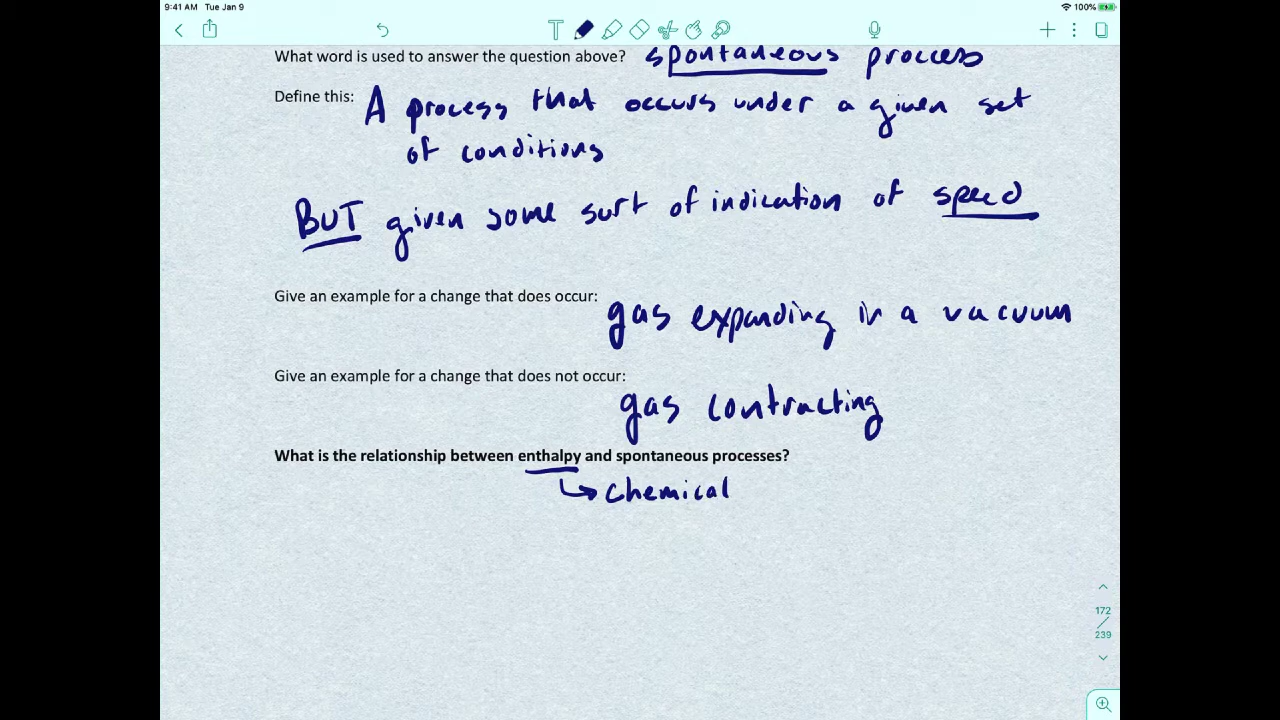 9:41 AM Tue Jan 9
100%
What word is used to answer the question above? spontaneous process
Define this: A process that occurs under a given set
of conditions
BUT given some sort of indication of speed
Give an example for a change that does occur:
gas expanding in a vacuum
Give an example for a change that does not occur:
gas contracting
What is the relationship between enthalpy and spontaneous processes?
chemical
172
/
239